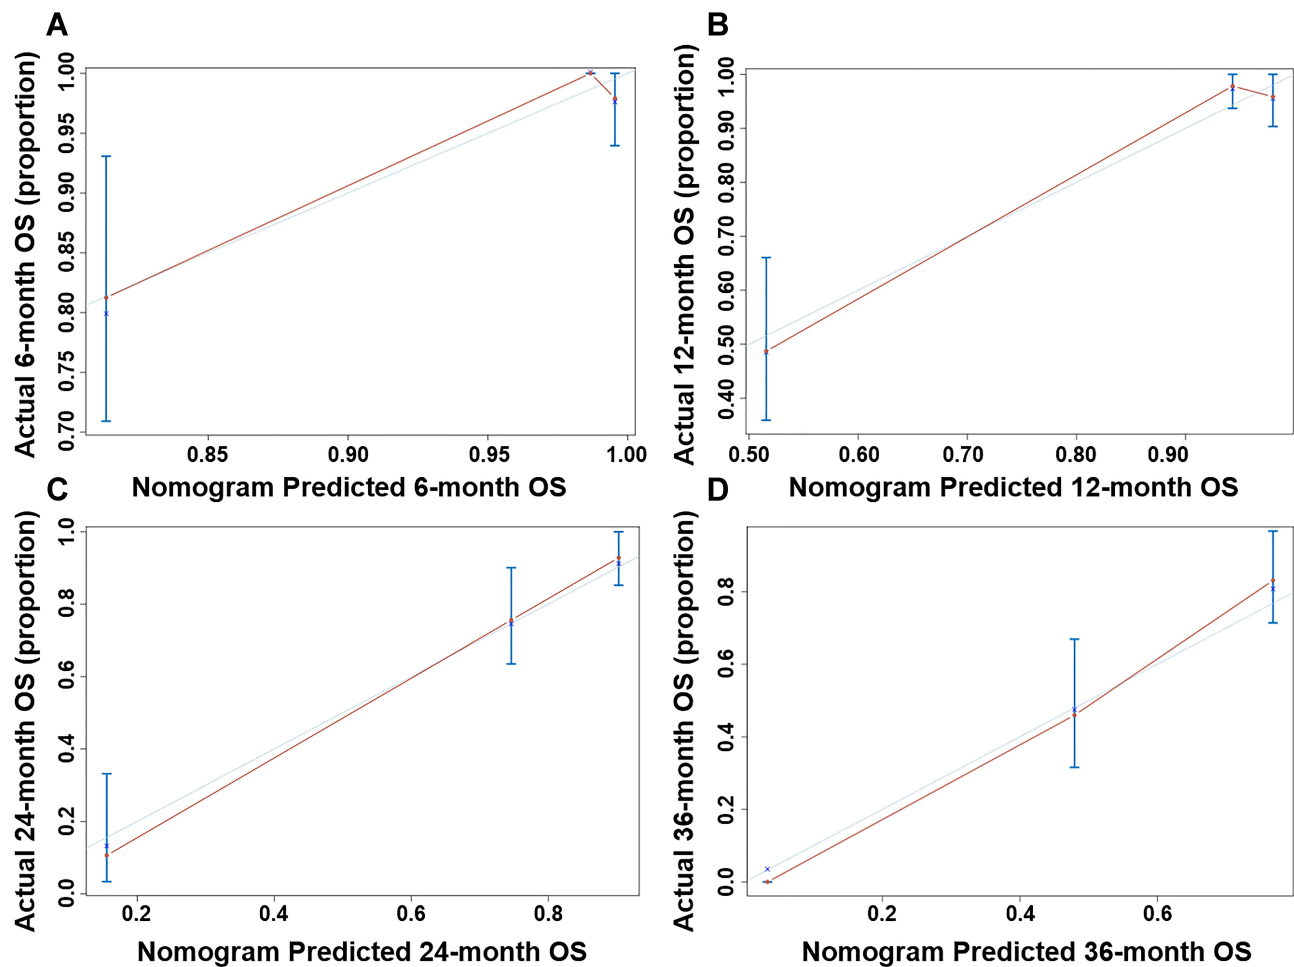 A
Actual 6-month OS (proportion)
1.00
0.95
0.90
0.85
0.80
0.75
0.70
0.85 0.90 0.95 1.00
Nomogram Predicted 6-month OS
B
Actual 12-month OS (proportion)
1.00
0.90
0.80
0.70
0.60
0.50
0.40
0.50 0.60 0.70 0.80 0.90
Nomogram Predicted 12-month OS
C
Actual 24-month OS (proportion)
1.0
0.8
0.6
0.4
0.2
0.0
0.2 0.4 0.6 0.8
Nomogram Predicted 24-month OS
D
Actual 36-month OS (proportion)
0.8
0.6
0.4
0.2
0.0
0.2 0.4 0.6
Nomogram Predicted 36-month OS